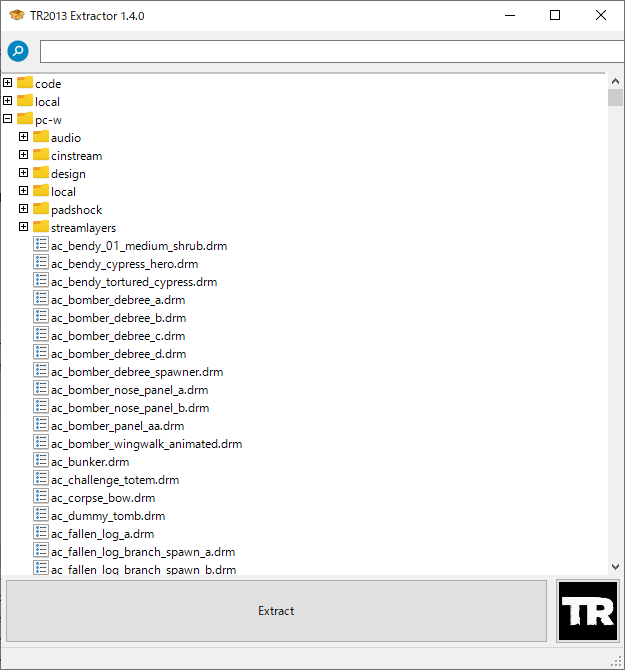 TR2013 Extractor 1.4.0
code
local
pc-w
audio
cinstream
design
local
padshock
streamlayers
ac_bendy_01_medium_shrub.drm
ac_bendy_cypress_hero.drm
ac_bendy_tortured_cypress.drm
ac_bomber_debree_a.drm
ac_bomber_debree_b.drm
ac_bomber_debree_c.drm
ac_bomber_debree_d.drm
ac_bomber_debree_spawner.drm
ac_bomber_nose_panel_a.drm
ac_bomber_nose_panel_b.drm
ac_bomber_panel_aa.drm
ac_bomber_wingwalk_animated.drm
ac_bunker.drm
ac_challenge_totem.drm
ac_corpse_bow.drm
ac_dummy_tomb.drm
ac_fallen_log_a.drm
ac_fallen_log_branch_spawn_a.drm
ac_fallen_log_branch_spawn_b.drm
Extract
TR